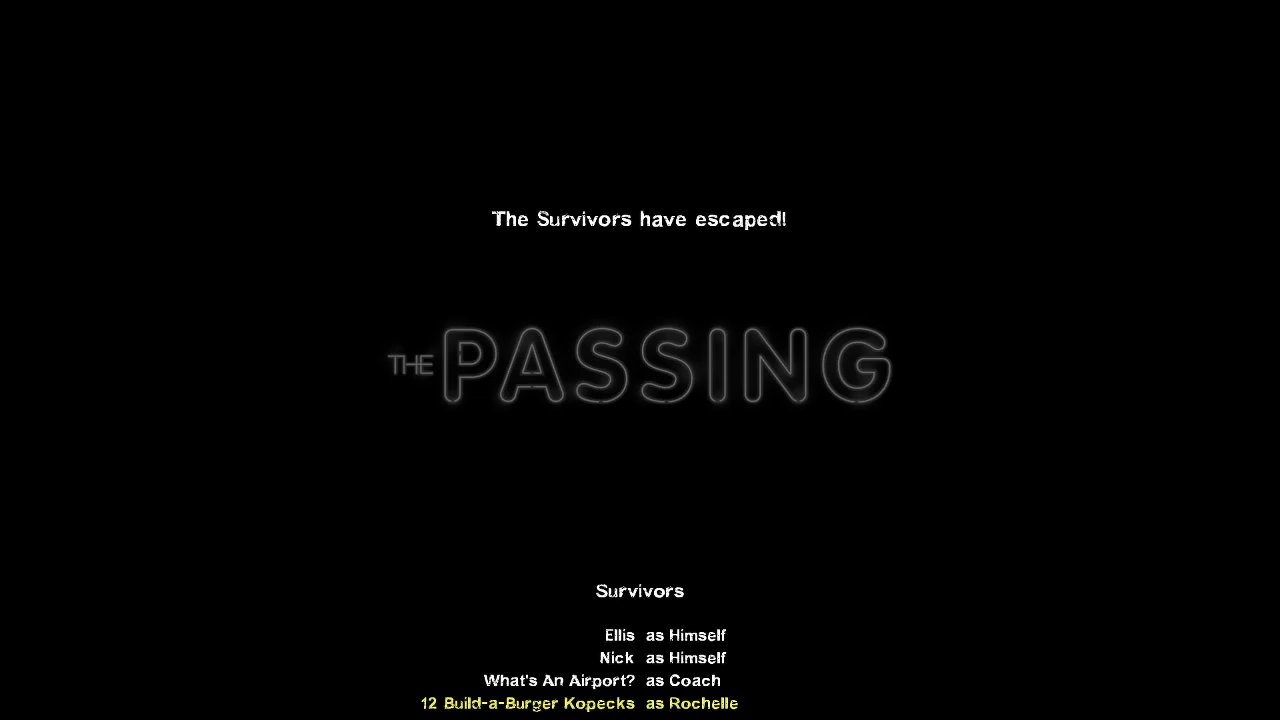 The Survivors have escaped!
THE PASSING
Survivors
Ellis as Himself
Nick as Himself
What's An Airport? as Coach
12 Build-a-Burger Kopecks as Rochelle